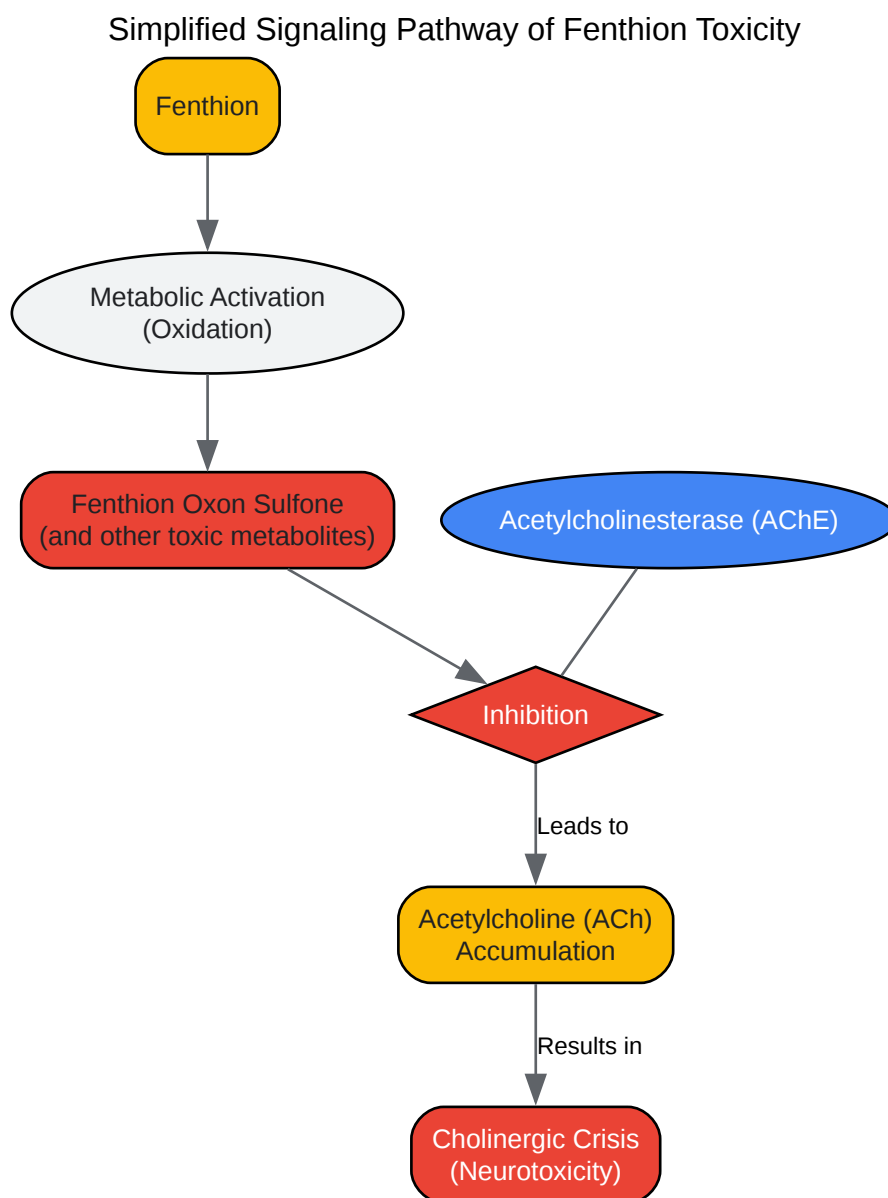 Simplified Signaling Pathway of Fenthion Toxicity
Fenthion
Metabolic Activation
(Oxidation)
Fenthion Oxon Sulfone
(and other toxic metabolites)
Acetylcholinesterase (AChE)
Inhibition
Leads to
Acetylcholine (ACh)
Accumulation
Results in
Cholinergic Crisis
(Neurotoxicity)